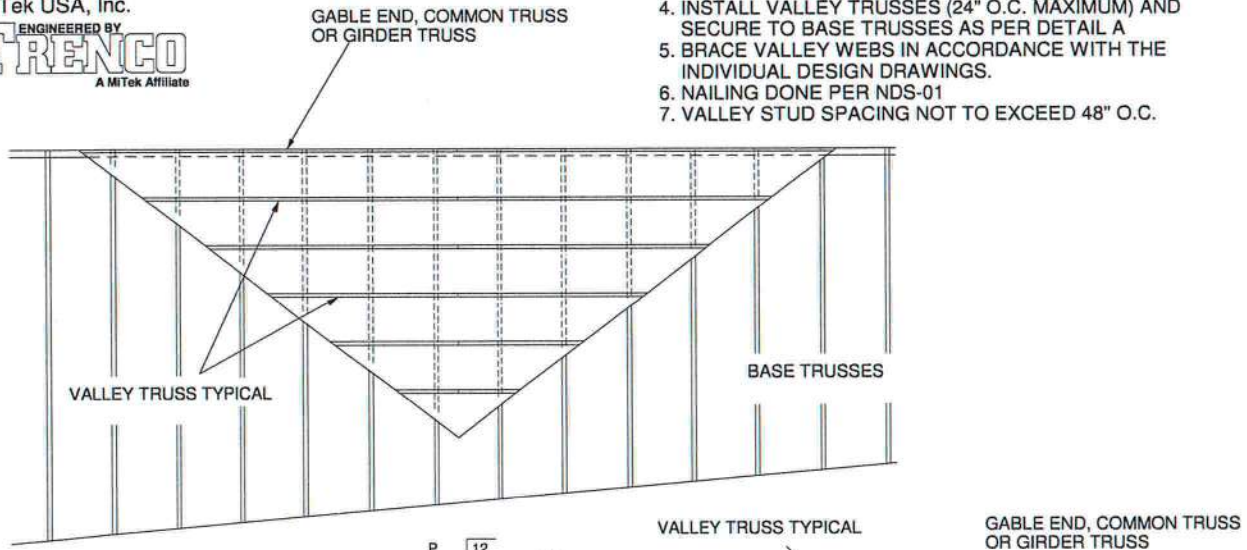 Tek USA, Inc.
ENGINEERED BY
TRENCO
A MiTek Affiliate
GABLE END, COMMON TRUSS
OR GIRDER TRUSS
4. INSTALL VALLEY TRUSSES (24" O.C. MAXIMUM) AND
SECURE TO BASE TRUSSES AS PER DETAIL A
5. BRACE VALLEY WEBS IN ACCORDANCE WITH THE
INDIVIDUAL DESIGN DRAWINGS.
6. NAILING DONE PER NDS-01
7. VALLEY STUD SPACING NOT TO EXCEED 48" O.C.
BASE TRUSSES
VALLEY TRUSS TYPICAL
VALLEY TRUSS TYPICAL
GABLE END, COMMON TRUSS
OR GIRDER TRUSS
P 12